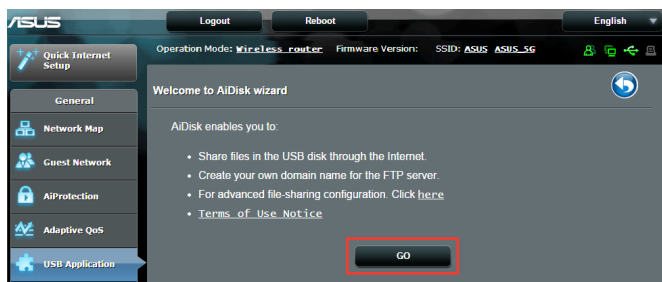 ASUS Logout Reboot English
Quick Internet Setup
Operation Mode: Wireless router Firmware Version: SSID: ASUS ASUS_5G
General
Welcome to AiDisk wizard
Network Map
AiDisk enables you to:
Guest Network
• Share files in the USB disk through the Internet.
• Create your own domain name for the FTP server.
AiProtection
• For advanced file-sharing configuration. Click here
• Terms of Use Notice
Adaptive QoS
GO
USB Application